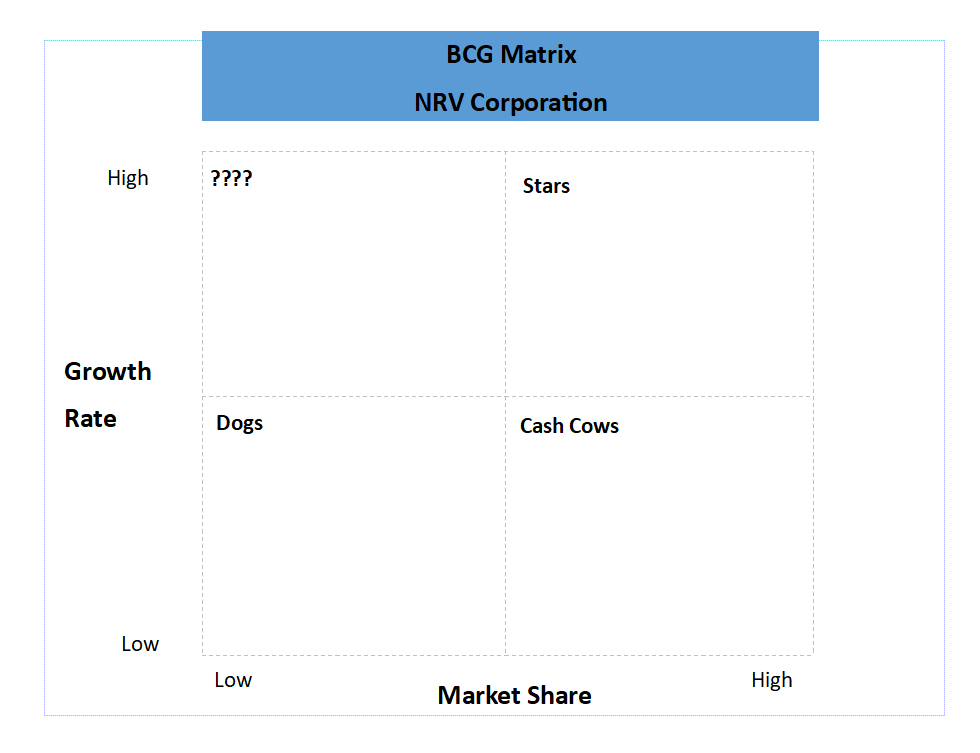 BCG Matrix
NRV Corporation
High
????
Stars
Growth
Rate
Dogs
Cash Cows
Low
Low
High
Market Share